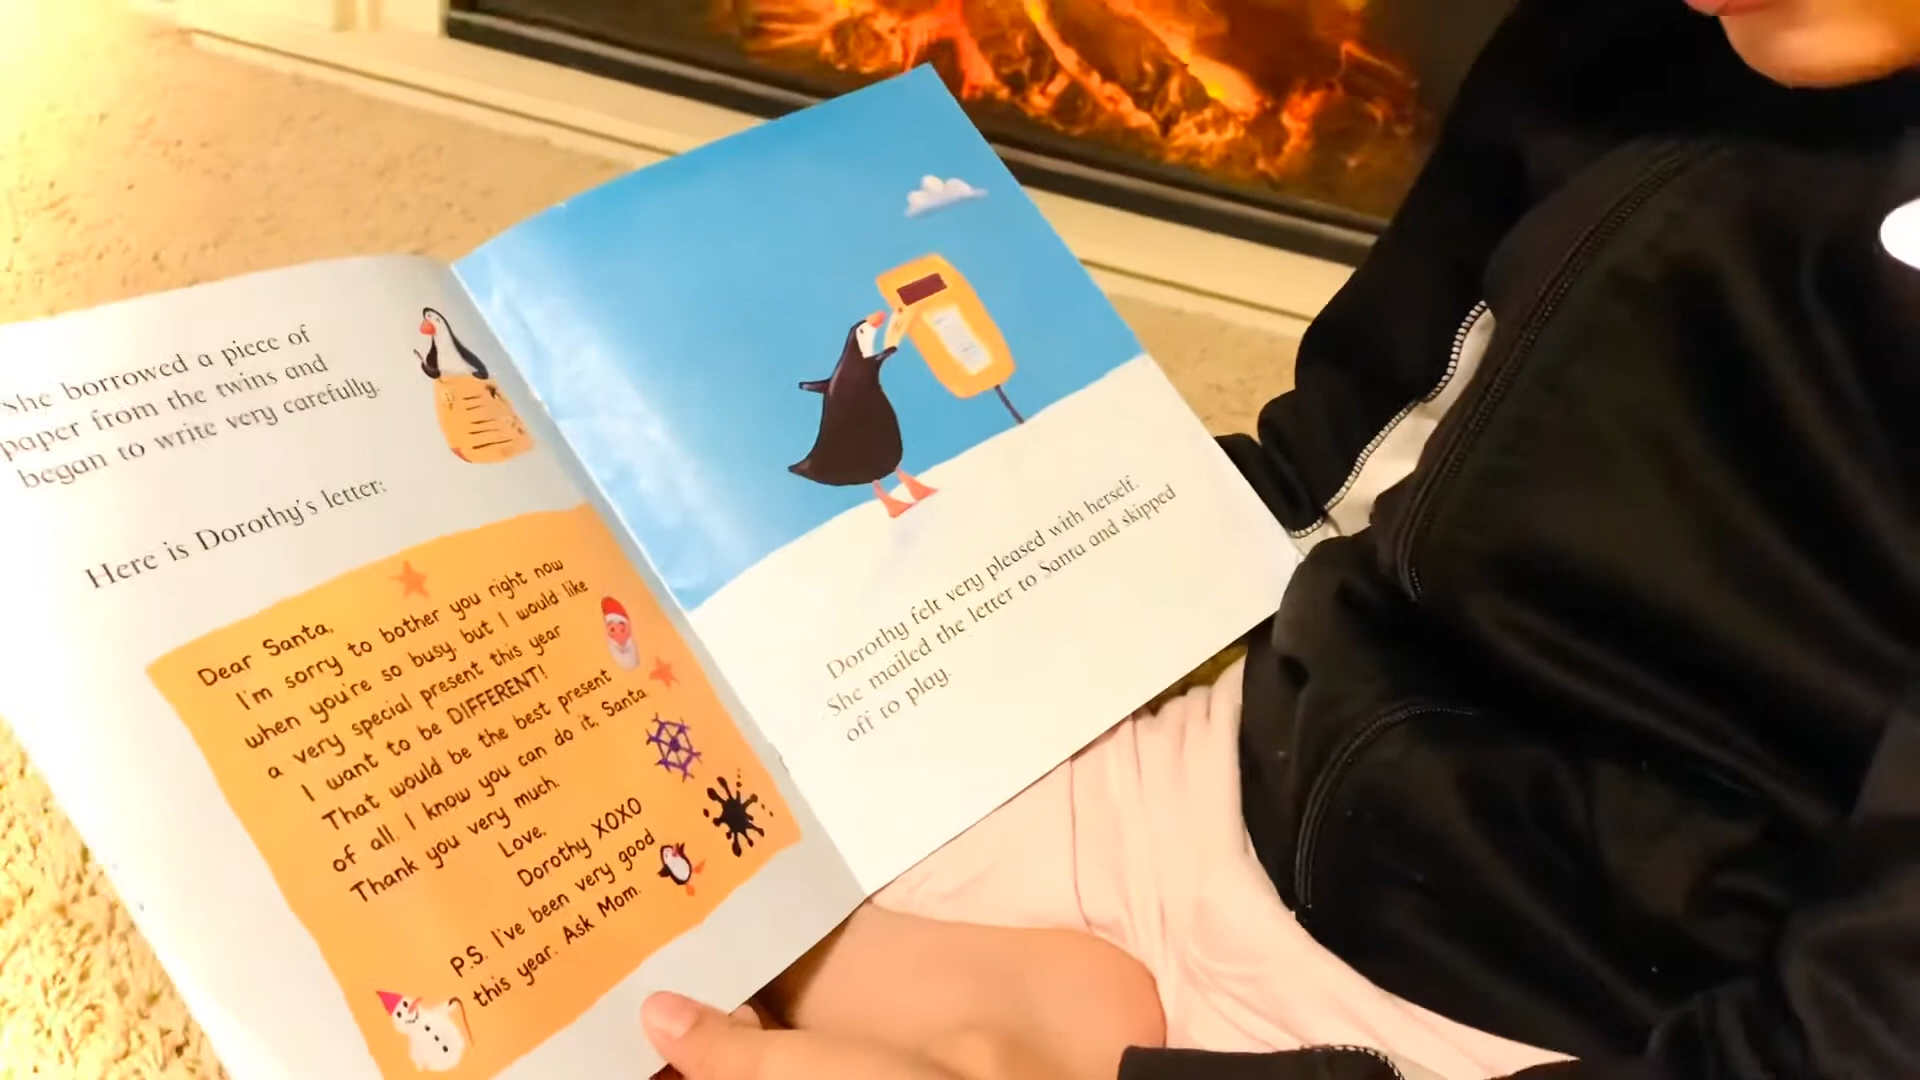 She borrowed a piece of
paper from the twins and
began to write very carefully.
Here is Dorothy's letter:
Dear Santa,
I'm sorry to bother you right now
when you're so busy, but I would like
a very special present this year
I want to be DIFFERENT!
That would be the best present
of all. I know you can do it, Santa.
Thank you very much.
Love,
Dorothy XOXO
P.S. I've been very good
this year. Ask Mom.
Dorothy felt very pleased with herself.
She mailed the letter to Santa and skipped
off to play.